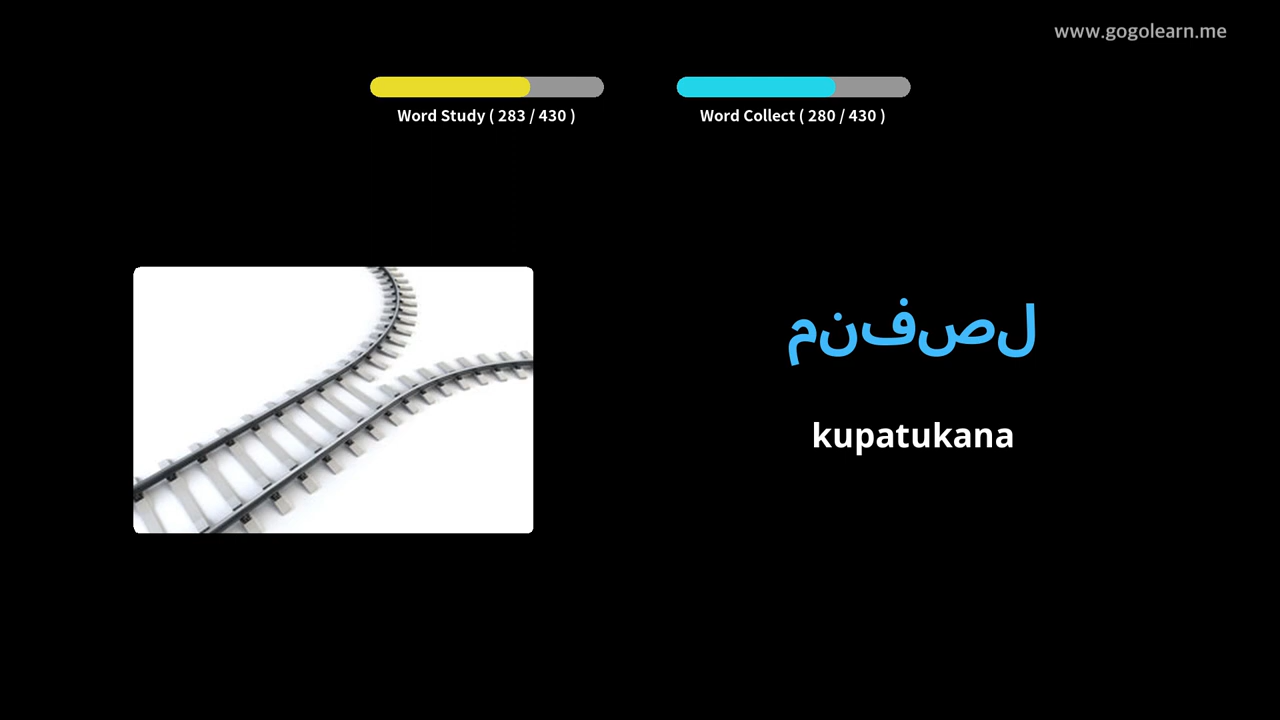 www.gogolearn.me
Word Study ( 283 / 430 )
Word Collect ( 280 / 430 )
منفصل
kupatukana